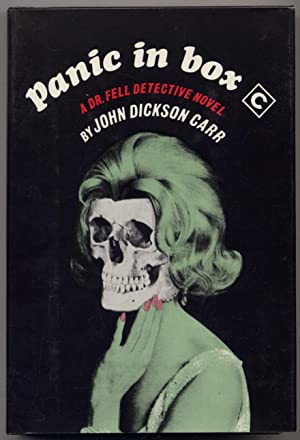 panic in box
C
A DR. FELL DETECTIVE NOVEL
BY JOHN DICKSON CARR